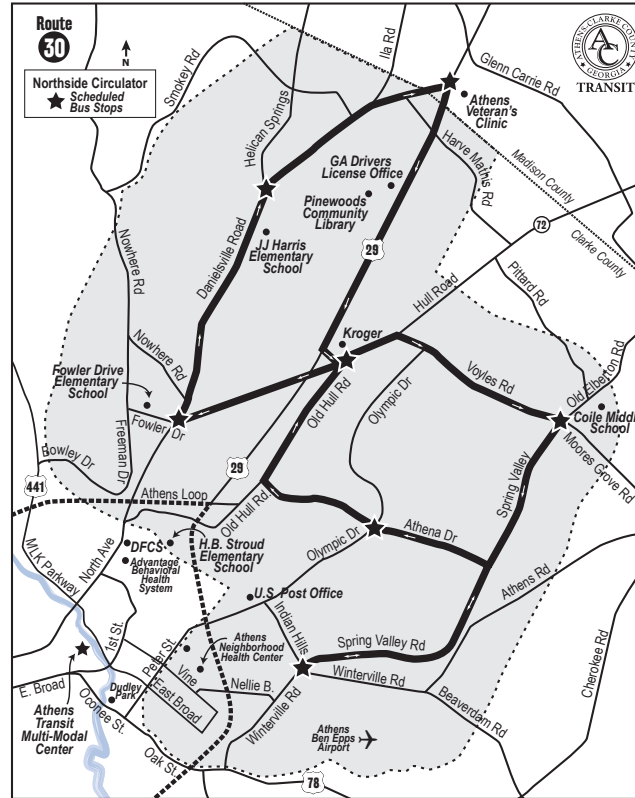 Route
30
N
Northside Circulator
Scheduled
Bus Stops
ATHENS-CLARKE COUNTY
AC
GEORGIA
TRANSIT
Smokey Rd
Ila Rd
Glenn Carrie Rd
Helican Springs
Athens
Veteran's
Clinic
GA Drivers
License Office
Harve Mathis Rd
Madison County
Clarke County
Pinewoods
Community
Library
72
Danielsville Road
JJ Harris
Elementary
School
29
Pittard Rd
Nowhere Rd
Hull Road
Kroger
Nowhere Rd
Voyles Rd
Old Elberton Rd
Fowler Drive
Elementary
School
Old Hull Rd
Olympic Dr
Coile Middle
School
Fowler Dr
Freeman Dr
Moores Grove Rd
Bowley Dr
29
Spring Valley
441
Athens Loop
Old Hull Rd.
MLK Parkway
North Ave
DFCS
H.B. Stroud
Elementary
School
Olympic Dr
Athena Dr
Advantage
Behavioral
Health
System
U.S. Post Office
Athens Rd
1st St.
Peter St.
Athens
Neighborhood
Health Center
Indian Hills
Spring Valley Rd
Cherokee Rd
Vine
Winterville Rd
E. Broad
Dudley
Park
East Broad
Nellie B.
Beaverdam Rd
Athens
Transit
Multi-Modal
Center
Oconee St.
Winterville Rd
Athens
Ben Epps
Airport
Oak St.
78